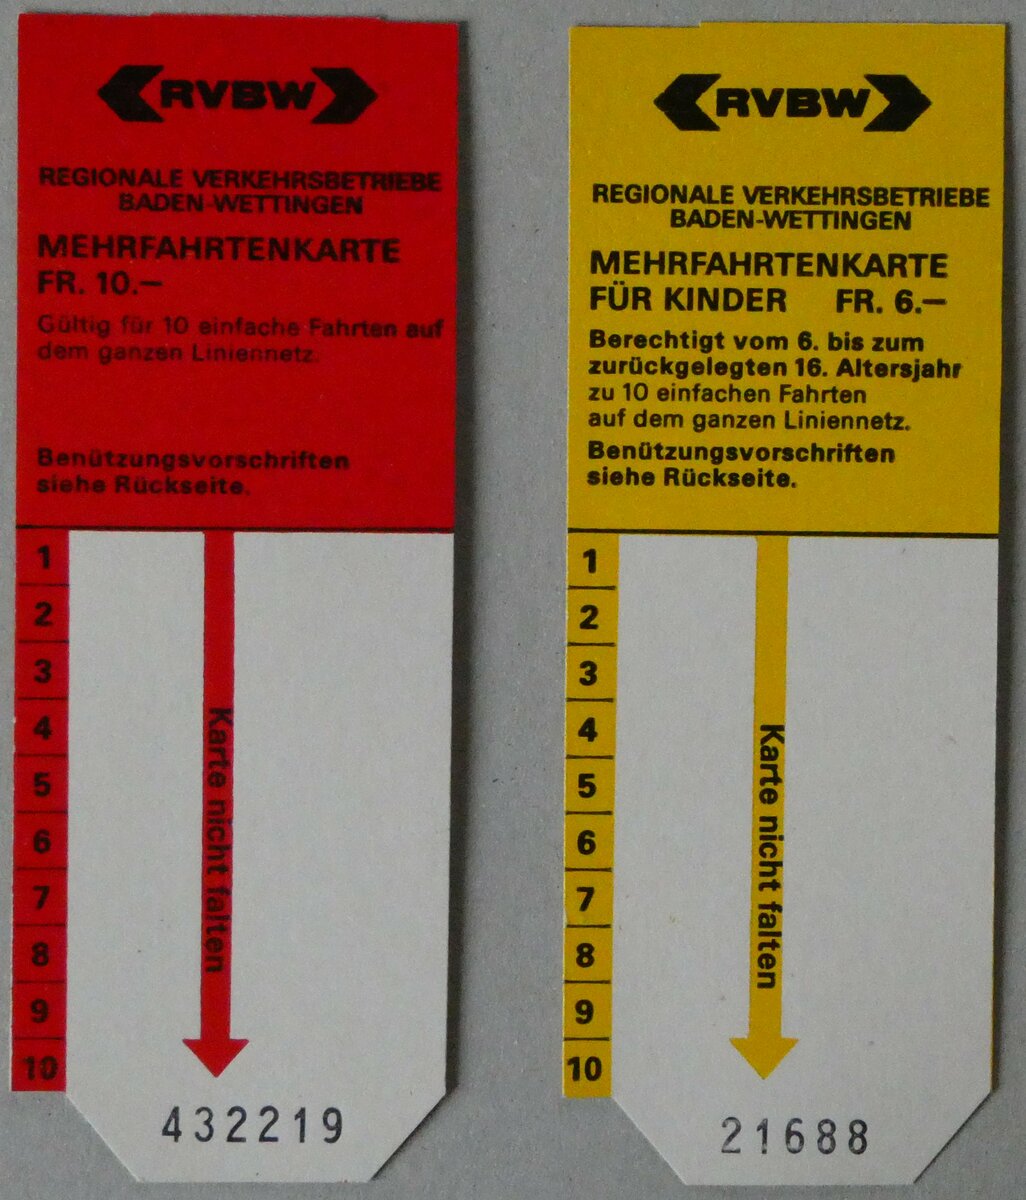 RVBW
REGIONALE VERKEHRSBETRIEBE
BADEN-WETTINGEN
MEHRFAHRTENKARTE
FR. 10.—
Gültig für 10 einfache Fahrten auf
dem ganzen Liniennetz.
Benützungsvorschriften
siehe Rückseite.
1
2
3
4
5
6
7
8
9
10
Karte nicht falten
432219
RVBW
REGIONALE VERKEHRSBETRIEBE
BADEN-WETTINGEN
MEHRFAHRTENKARTE
FÜR KINDER FR. 6.—
Berechtigt vom 6. bis zum
zurückgelegten 16. Altersjahr
zu 10 einfachen Fahrten
auf dem ganzen Liniennetz.
Benützungsvorschriften
siehe Rückseite.
1
2
3
4
5
6
7
8
9
10
Karte nicht falten
21688